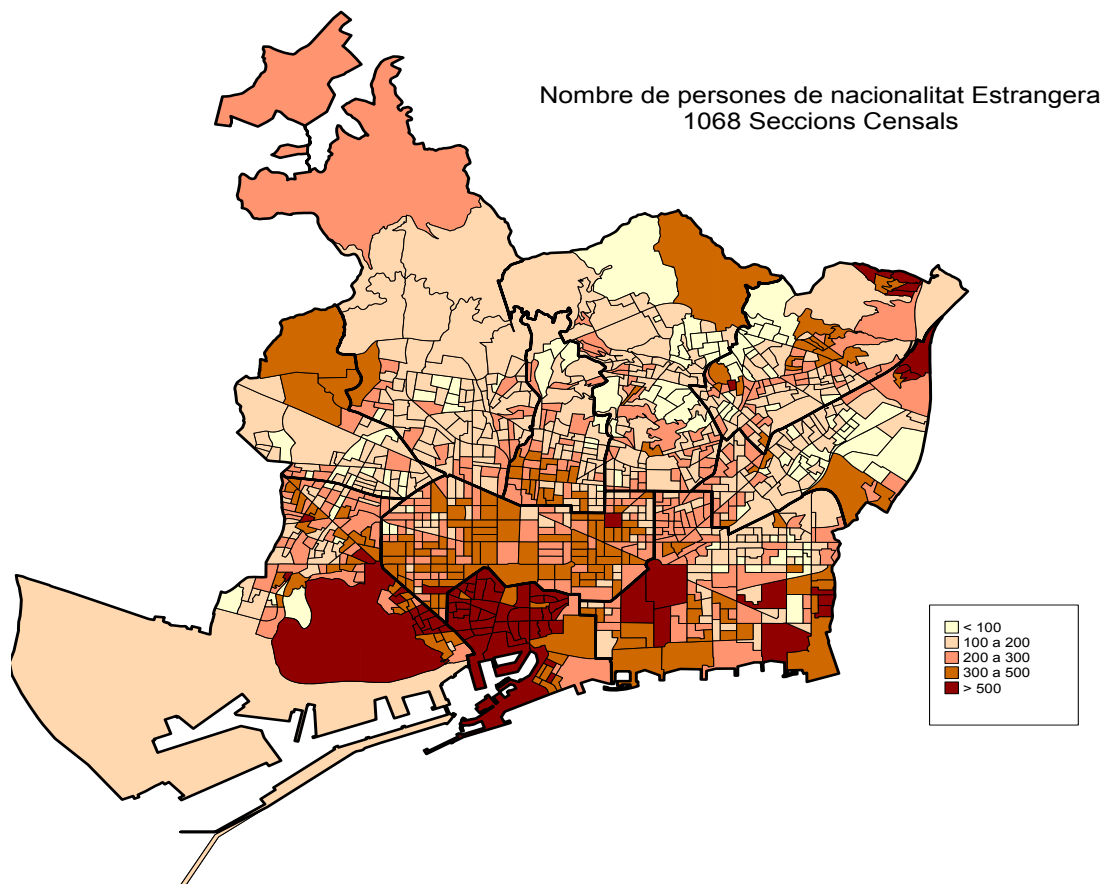 Nombre de persones de nacionalitat Estrangera
1068 Seccions Censals
< 100
100 a 200
200 a 300
300 a 500
> 500